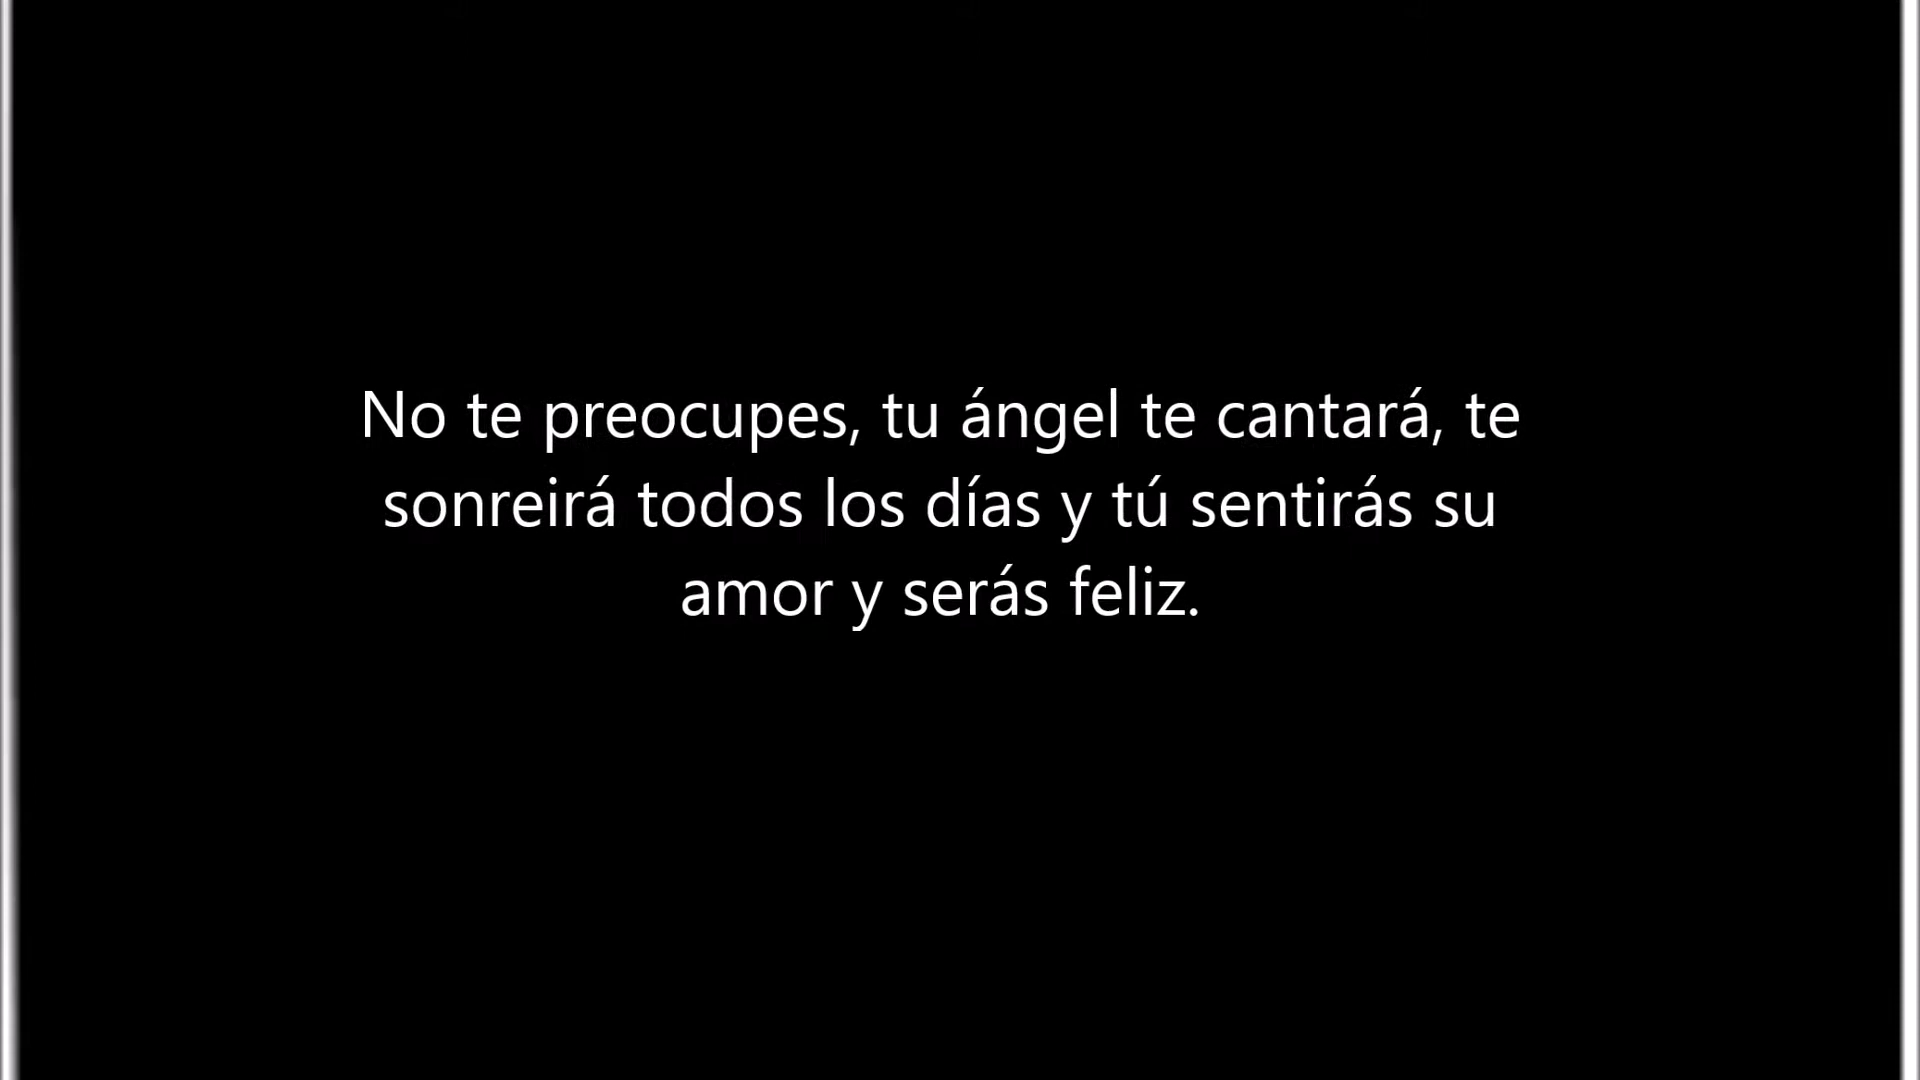 No te preocupes, tu ángel te cantará, te
sonreirá todos los días y tú sentirás su
amor y serás feliz.